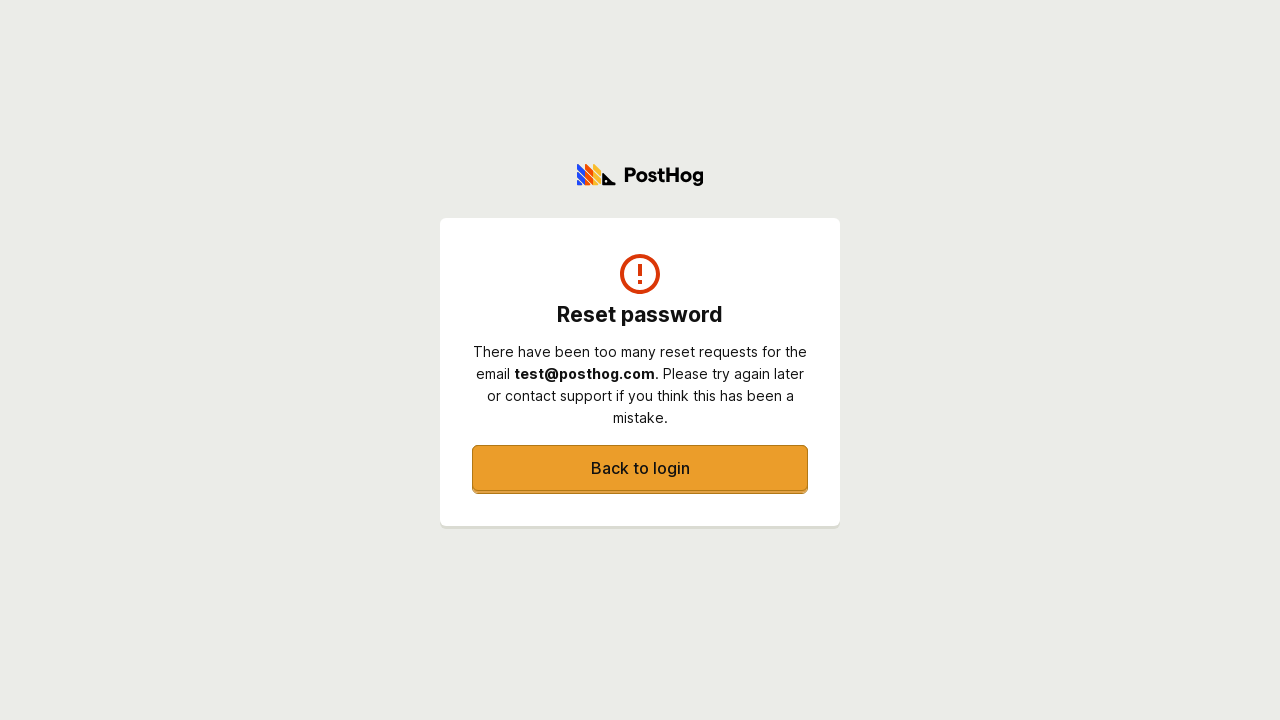 PostHog
Reset password
There have been too many reset requests for the
email test@posthog.com. Please try again later
or contact support if you think this has been a
mistake.
Back to login